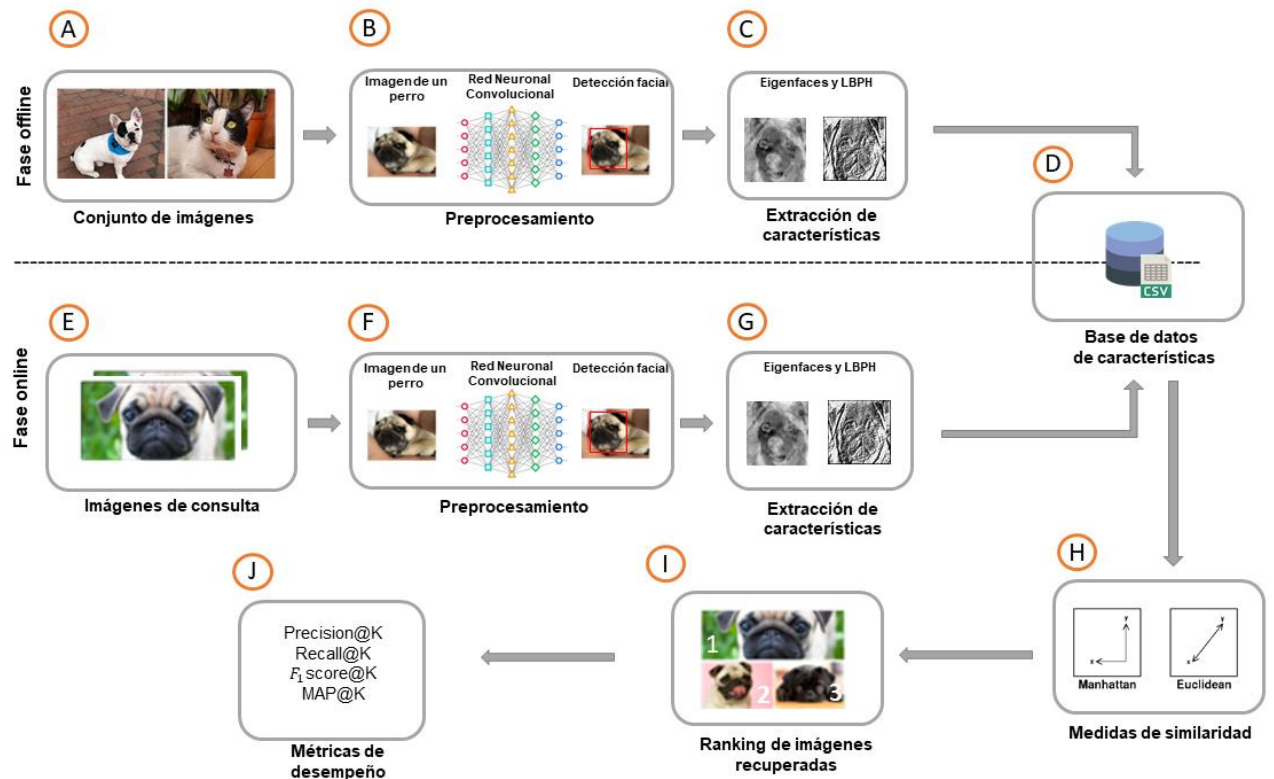 A
B
C
Fase offline
Imagen de un
perro
Red Neuronal
Convolucional
Detección facial
Eigenfaces y LBPH
Conjunto de imágenes
Preprocesamiento
Extracción de
características
D
CSV
Base de datos
de características
E
F
G
Fase online
Imagen de un
perro
Red Neuronal
Convolucional
Detección facial
Eigenfaces y LBPH
Imágenes de consulta
Preprocesamiento
Extracción de
características
H
y
x
Manhattan
y
x
Euclidean
Medidas de similaridad
I
1
2
3
Ranking de imágenes
recuperadas
J
Precision@K
Recall@K
F1 score@K
MAP@K
Métricas de
desempeño